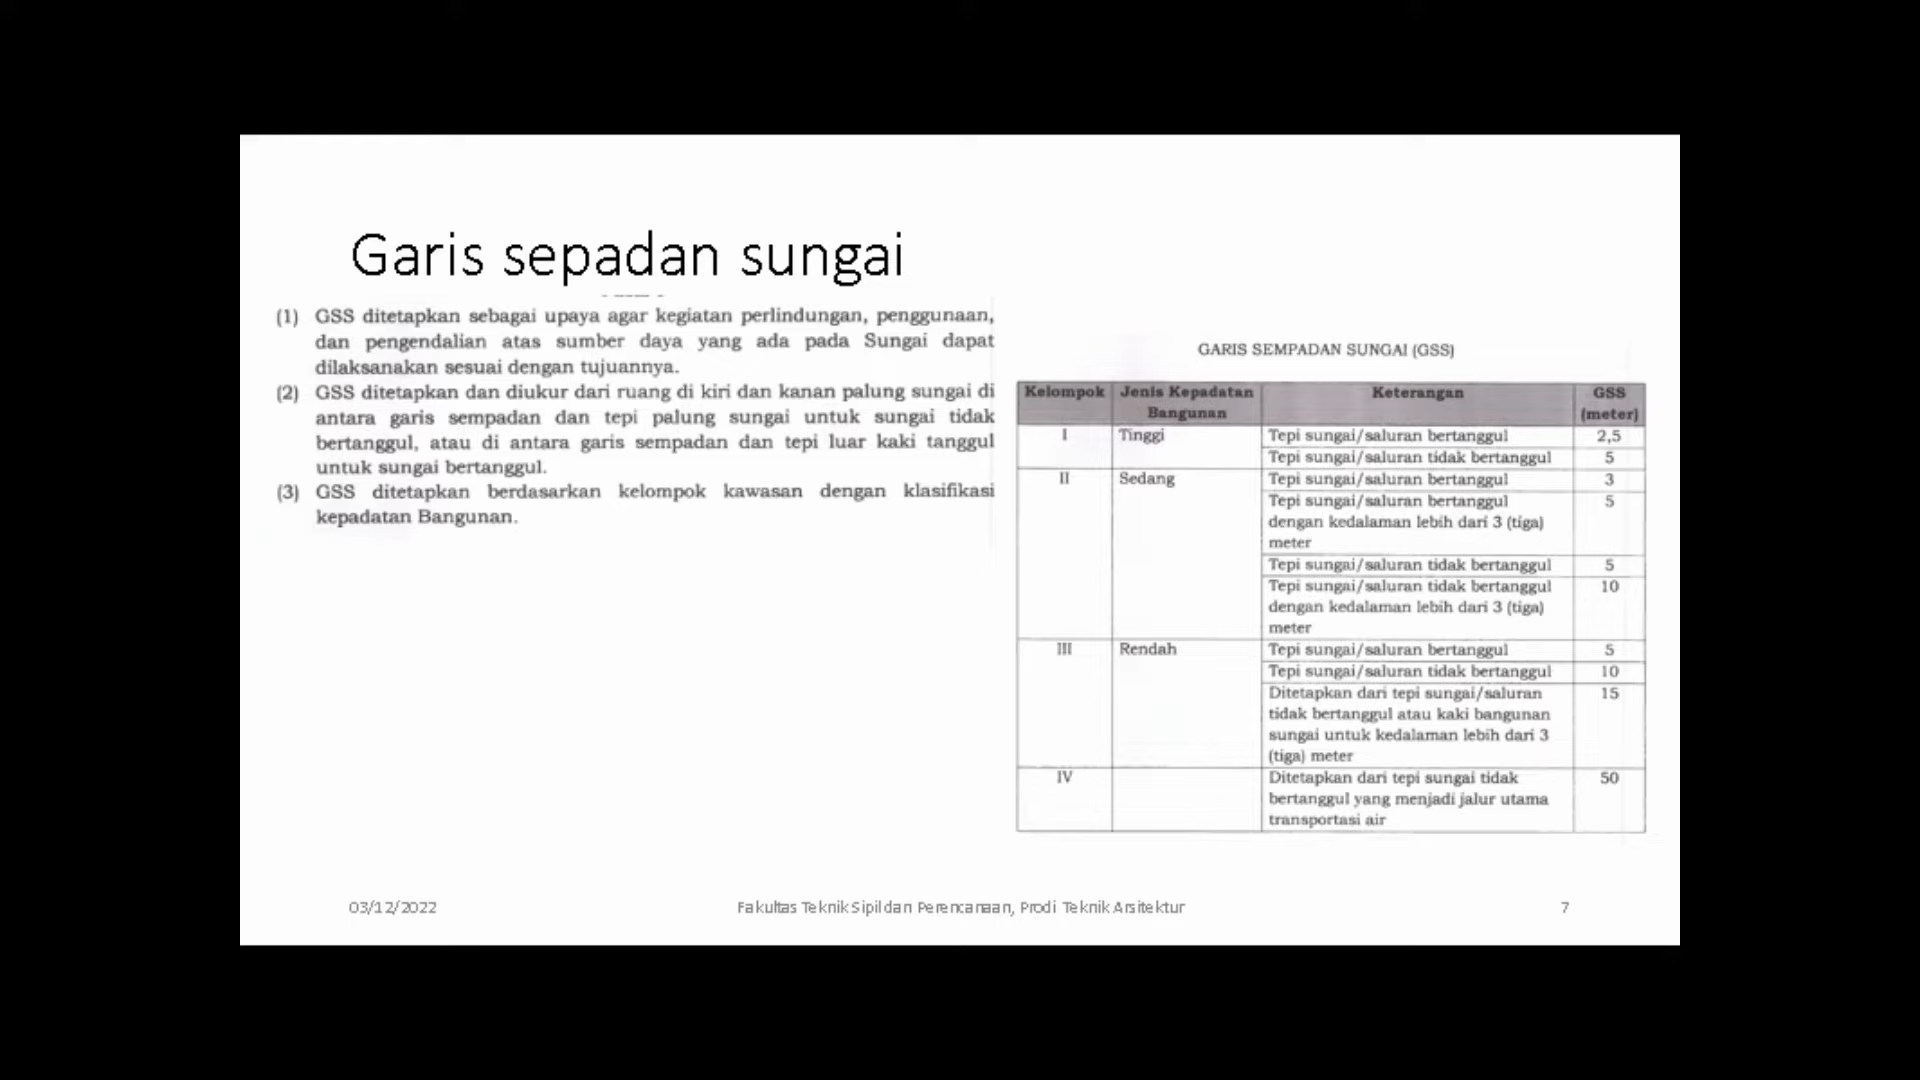 Garis sepadan sungai
(1) GSS ditetapkan sebagai upaya agar kegiatan perlindungan, penggunaan,
dan pengendalian atas sumber daya yang ada pada Sungai dapat
dilaksanakan sesuai dengan tujuannya.
(2) GSS ditetapkan dan diukur dari ruang di kiri dan kanan palung sungai di
antara garis sempadan dan tepi palung sungai untuk sungai tidak
bertanggul, atau di antara garis sempadan dan tepi luar kaki tanggul
untuk sungai bertanggul.
(3) GSS ditetapkan berdasarkan kelompok kawasan dengan klasifikasi
kepadatan Bangunan.
GARIS SEMPADAN SUNGAI (GSS)
Kelompok Jenis Kepadatan Keterangan GSS
Bangunan (meter)
I Tinggi Tepi sungai/saluran bertanggul 2,5
Tepi sungai/saluran tidak bertanggul 5
II Sedang Tepi sungai/saluran bertanggul 3
Tepi sungai/saluran bertanggul 5
dengan kedalaman lebih dari 3 (tiga)
meter
Tepi sungai/saluran tidak bertanggul 5
Tepi sungai/saluran tidak bertanggul 10
dengan kedalaman lebih dari 3 (tiga)
meter
III Rendah Tepi sungai/saluran bertanggul 5
Tepi sungai/saluran tidak bertanggul 10
Ditetapkan dari tepi sungai/saluran 15
tidak bertanggul atau kaki bangunan
sungai untuk kedalaman lebih dari 3
(tiga) meter
IV Ditetapkan dari tepi sungai tidak 50
bertanggul yang menjadi jalur utama
transportasi air
03/12/2022 Fakultas Teknik Sipil dan Perencanaan, Prodi Teknik Arsitektur 7